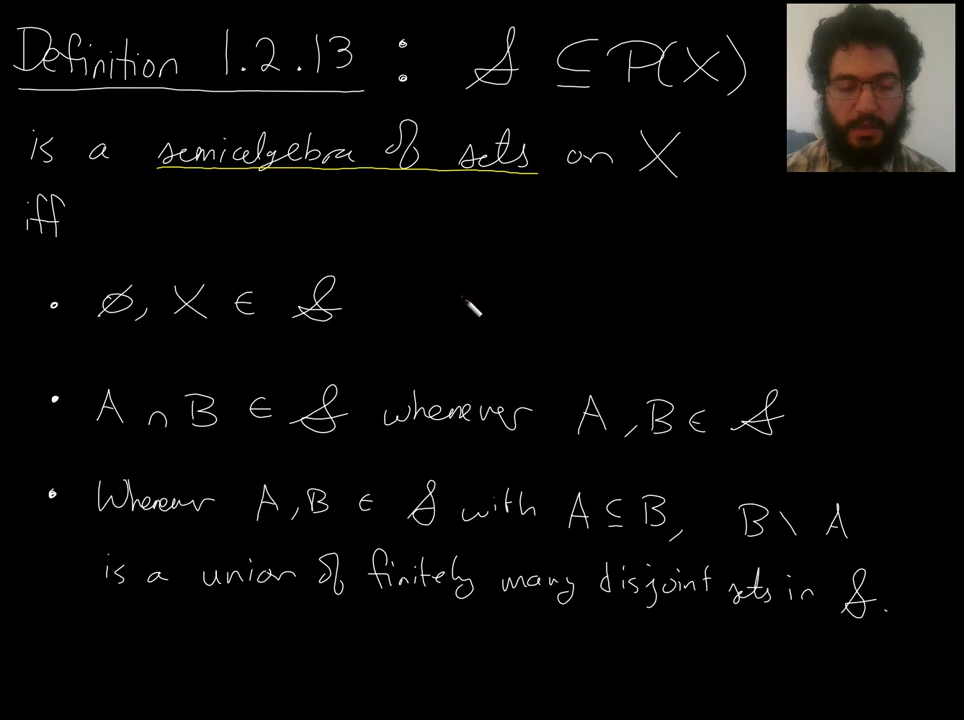 Definition 1.2.13 : 𝒮 ⊆ P(X)
is a semialgebra of sets on X
iff
• ∅, X ∈ 𝒮
• A ∩ B ∈ 𝒮 whenever A, B ∈ 𝒮
• Whenever A, B ∈ 𝒮 with A ⊆ B, B \ A
is a union of finitely many disjoint sets in 𝒮.